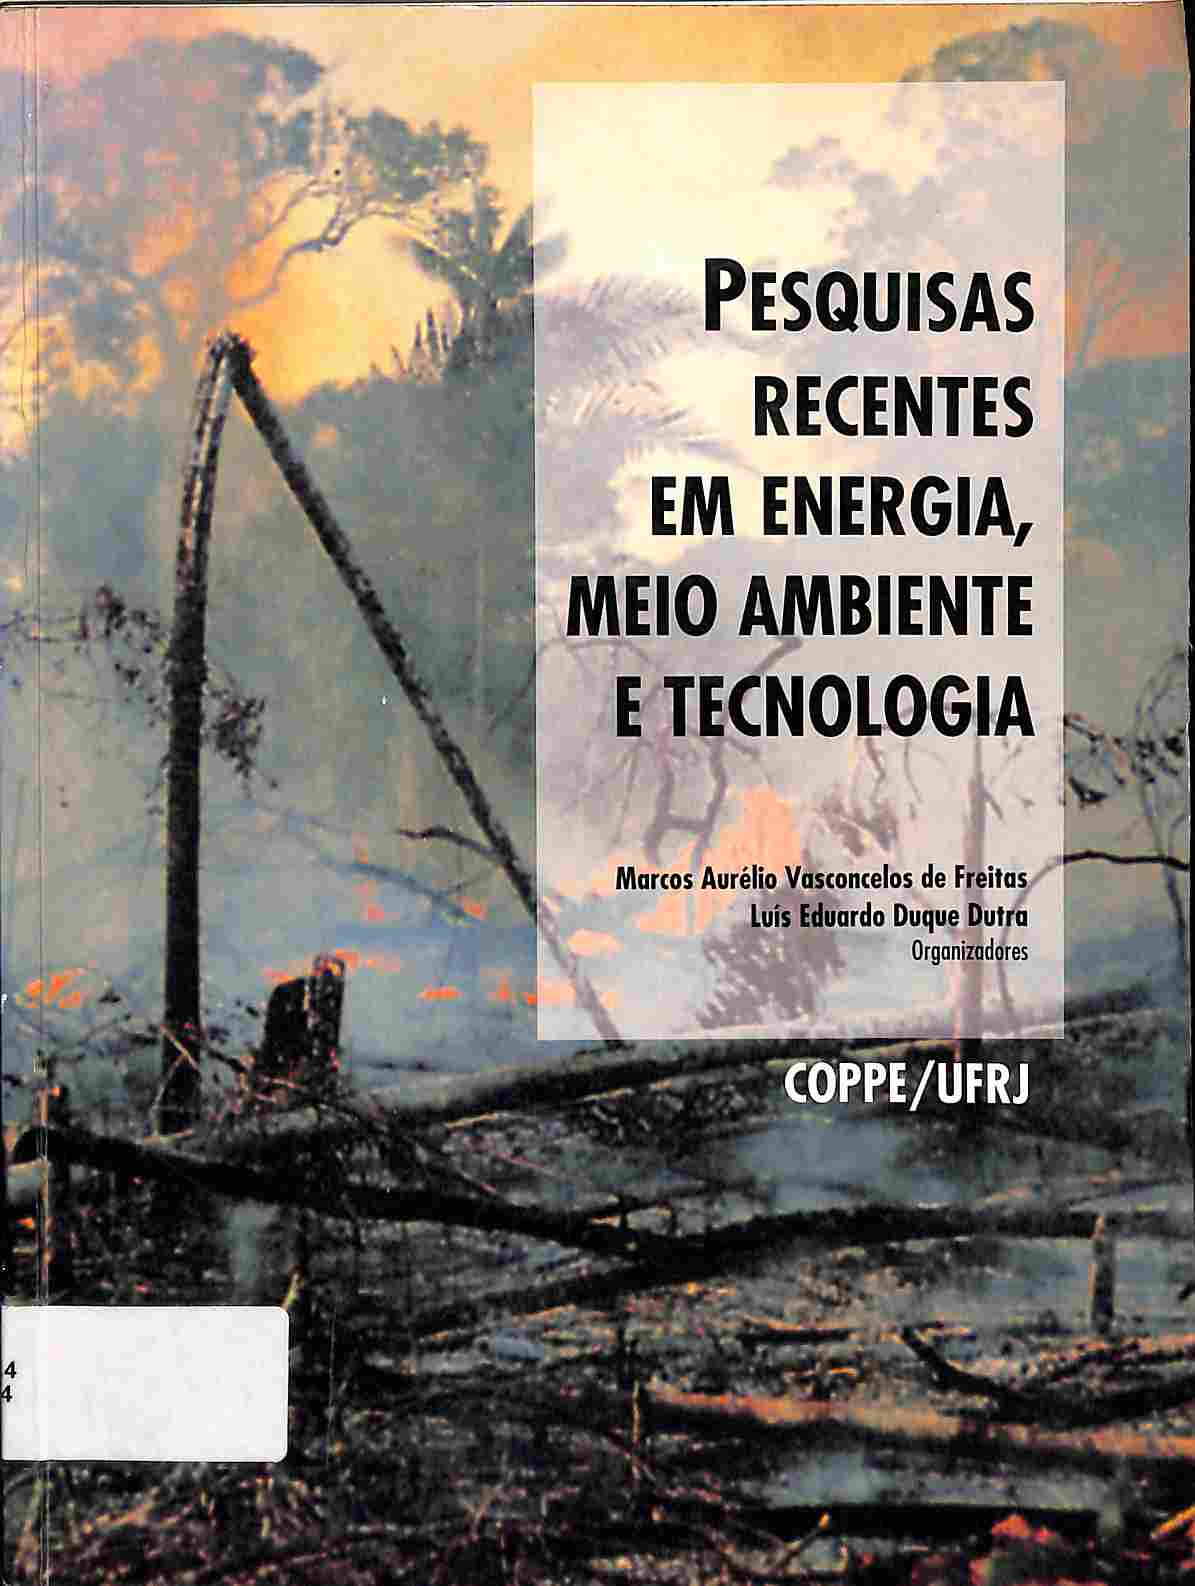 PESQUISAS
RECENTES
EM ENERGIA,
MEIO AMBIENTE
E TECNOLOGIA
Marcos Aurélio Vasconcelos de Freitas
Luís Eduardo Duque Dutra
Organizadores
COPPE/UFRJ
4
4